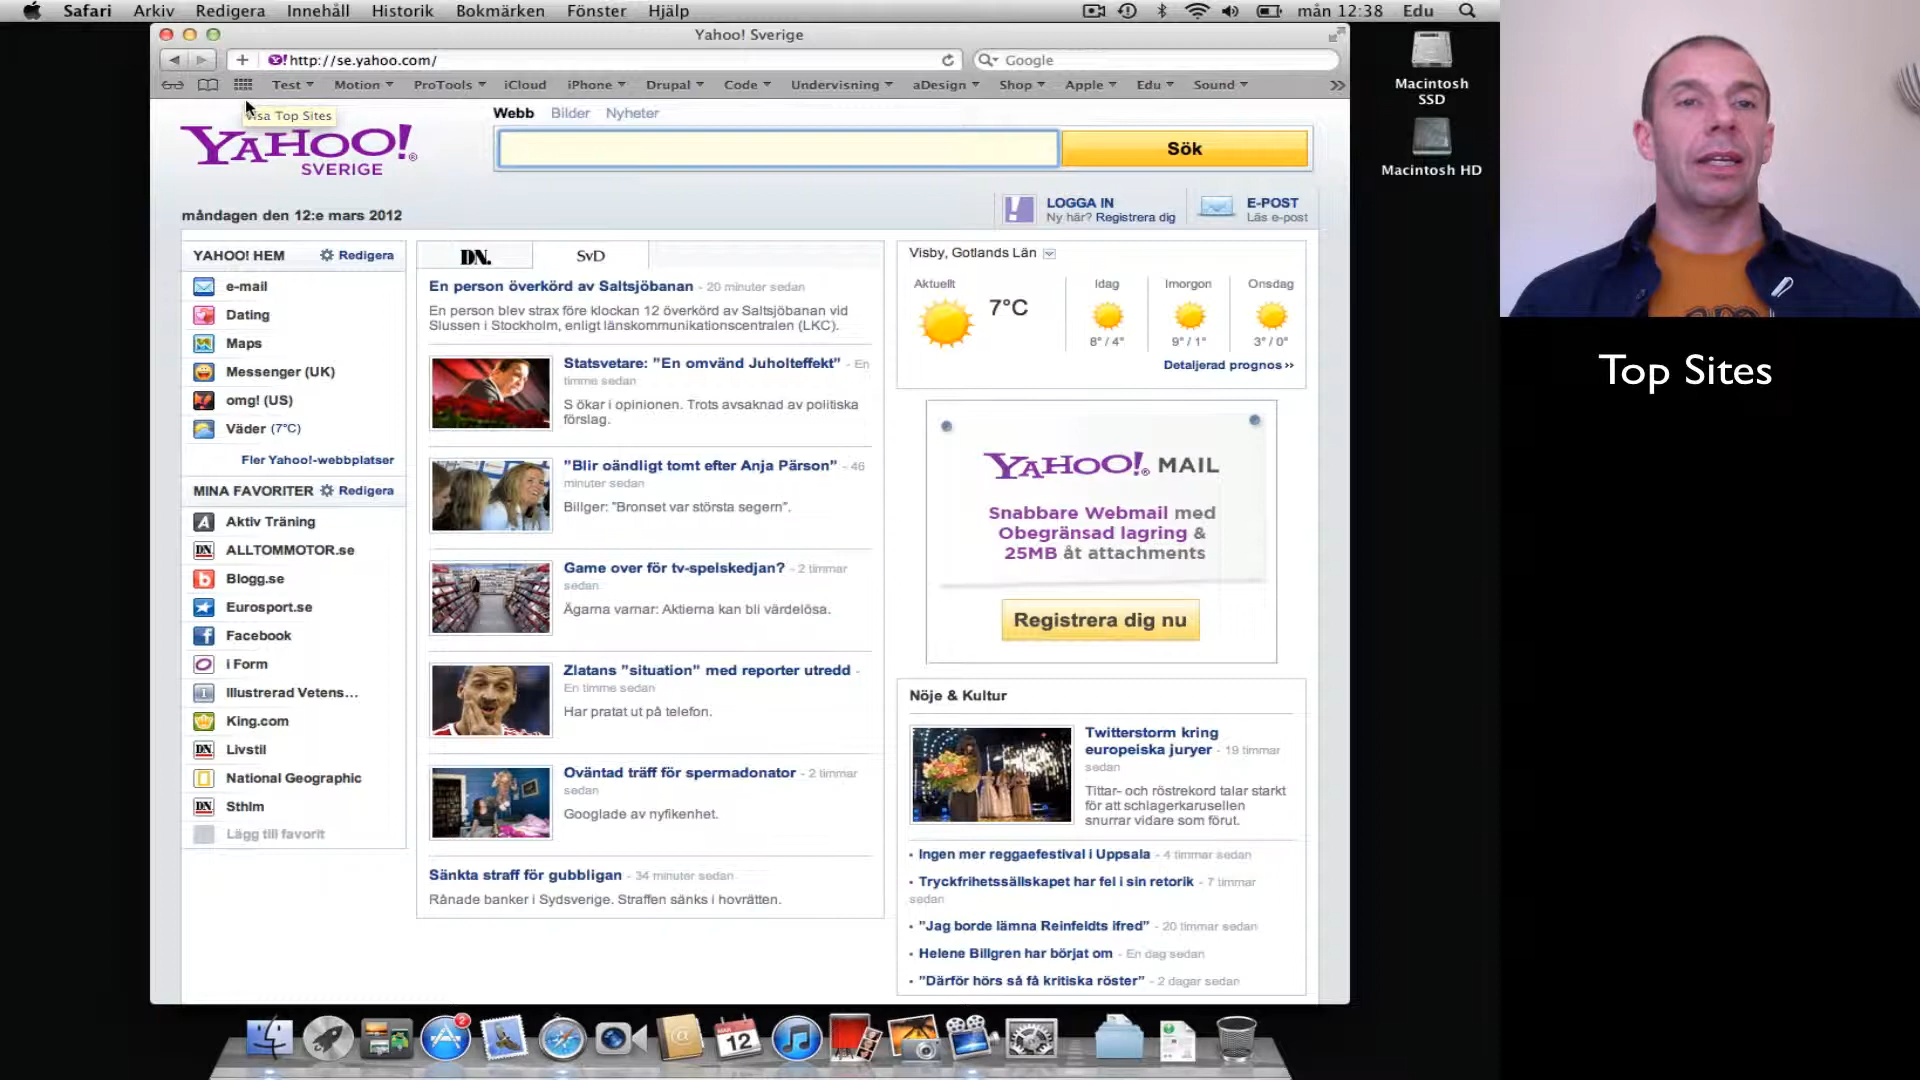 Safari Arkiv Redigera Innehåll Historik Bokmärken Fönster Hjälp mån 12:38 Edu
Yahoo! Sverige
http://se.yahoo.com/
Google
Test Motion ProTools iCloud iPhone Drupal Code Undervisning aDesign Shop Apple Edu Sound
Top Sites
YAHOO!
SVERIGE
Webb Bilder Nyheter
Sök
måndagen den 12:e mars 2012
LOGGA IN
Ny här? Registrera dig
E-POST
Läs e-post
YAHOO! HEM Redigera
e-mail
Dating
Maps
Messenger (UK)
omg! (US)
Väder (7°C)
Fler Yahoo!-webbplatser
MINA FAVORITER Redigera
Aktiv Träning
ALLTOMMOTOR.se
Blogg.se
Eurosport.se
Facebook
i Form
Illustrerad Vetens...
King.com
Livstil
National Geographic
Sthlm
Lägg till favorit
DN. SvD
En person överkörd av Saltsjöbanan - 20 minuter sedan
En person blev strax före klockan 12 överkörd av Saltsjöbanan vid
Slussen i Stockholm, enligt länskommunikationscentralen (LKC).
Statsvetare: "En omvänd Juholteffekt" - En
timme sedan
S ökar i opinionen. Trots avsaknad av politiska
förslag.
"Blir oändligt tomt efter Anja Pärson" - 46
minuter sedan
Billger: "Bronset var största segern".
Game over för tv-spelskedjan? - 2 timmar
sedan
Ägarna varnar: Aktierna kan bli värdelösa.
Zlatans "situation" med reporter utredd -
En timme sedan
Har pratat ut på telefon.
Oväntad träff för spermadonator - 2 timmar
sedan
Googlade av nyfikenhet.
Sänkta straff för gubbligan - 34 minuter sedan
Rånade banker i Sydsverige. Straffen sänks i hovrätten.
Visby, Gotlands Län
Aktuellt Idag Imorgon Onsdag
7°C
8° / 4° 9° / 1° 3° / 0°
Detaljerad prognos ››
YAHOO! MAIL
Snabbare Webmail med
Obegränsad lagring &
25MB åt attachments
Registrera dig nu
Nöje & Kultur
Twitterstorm kring
europeiska juryer - 19 timmar
sedan
Tittar- och röstrekord talar starkt
för att schlagerkarusellen
snurrar vidare som förut.
Ingen mer reggaefestival i Uppsala - 4 timmar sedan
Tryckfrihetssällskapet har fel i sin retorik - 7 timmar
sedan
"Jag borde lämna Reinfeldts ifred" - 20 timmar sedan
Helene Billgren har börjat om - En dag sedan
"Därför hörs så få kritiska röster" - 2 dagar sedan
Macintosh
SSD
Macintosh HD
Top Sites
2
12